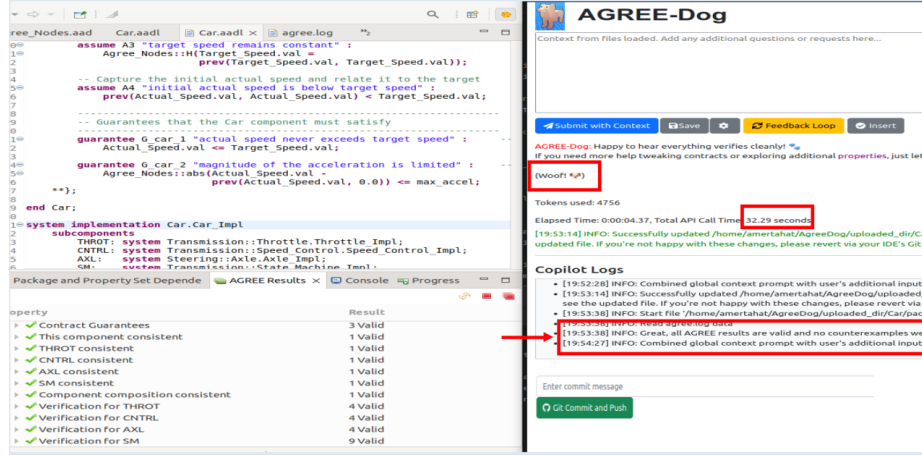 ree_Nodes.aad
Car.aadl
Car.aadl ×
agree.log
assume A3 "target speed remains constant" :
Agree_Nodes::H(Target_Speed.val =
prev(Target_Speed.val, Target_Speed.val));
-- Capture the initial actual speed and relate it to the target
assume A4 "initial actual speed is below target speed" :
prev(Actual_Speed.val, Actual_Speed.val) < Target_Speed.val;
-- Guarantees that the Car component must satisfy
guarantee G_car_1 "actual speed never exceeds target speed" :
Actual_Speed.val <= Target_Speed.val;
guarantee G_car_2 "magnitude of the acceleration is limited" :
Agree_Nodes::abs(Actual_Speed.val -
prev(Actual_Speed.val, 0.0)) <= max_accel;
**};
end Car;
system implementation Car.Car_Impl
subcomponents
THROT: system Transmission::Throttle.Throttle_Impl;
CNTRL: system Transmission::Speed_Control.Speed_Control_Impl;
AXL: system Steering::Axle.Axle_Impl;
SM: system Transmission::State_Machine_Impl;
Package and Property Set Depende
AGREE Results ×
Console
Progress
operty
Result
Contract Guarantees
3 Valid
This component consistent
1 Valid
THROT consistent
1 Valid
CNTRL consistent
1 Valid
AXL consistent
1 Valid
SM consistent
1 Valid
Component composition consistent
1 Valid
Verification for THROT
4 Valid
Verification for CNTRL
4 Valid
Verification for AXL
4 Valid
Verification for SM
9 Valid
AGREE-Dog
Context from files loaded. Add any additional questions or requests here...
Submit with Context
Save
Feedback Loop
Insert
AGREE-Dog: Happy to hear everything verifies cleanly! 🐾
If you need more help tweaking contracts or exploring additional properties, just let
(Woof! 🐶)
Tokens used: 4756
Elapsed Time: 0:00:04.37, Total API Call Time: 32.29 seconds
[19:53:14] INFO: Successfully updated /home/amertahat/AgreeDog/uploaded_dir/Ca
updated file. If you're not happy with these changes, please revert via your IDE's Git
Copilot Logs
• [19:52:28] INFO: Combined global context prompt with user's additional input
• [19:53:14] INFO: Successfully updated /home/amertahat/AgreeDog/uploaded_
see the updated file. If you're not happy with these changes, please revert via
• [19:53:38] INFO: Start file '/home/amertahat/AgreeDog/uploaded_dir/Car/pac
• [19:53:38] INFO: Read agree.log data
• [19:53:38] INFO: Great, all AGREE results are valid and no counterexamples we
• [19:54:27] INFO: Combined global context prompt with user's additional input
Enter commit message
Git Commit and Push